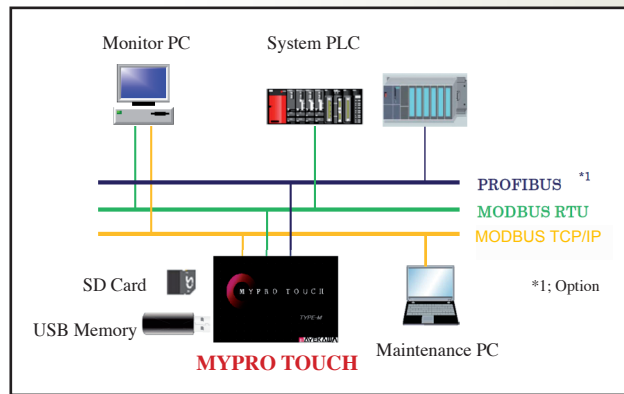 Monitor PC
System PLC
PROFIBUS *1
MODBUS RTU
MODBUS TCP/IP
SD Card
MYPRO TOUCH
TYPE-M
USB Memory
MAYEKAWA
*1; Option
Maintenance PC
MYPRO TOUCH